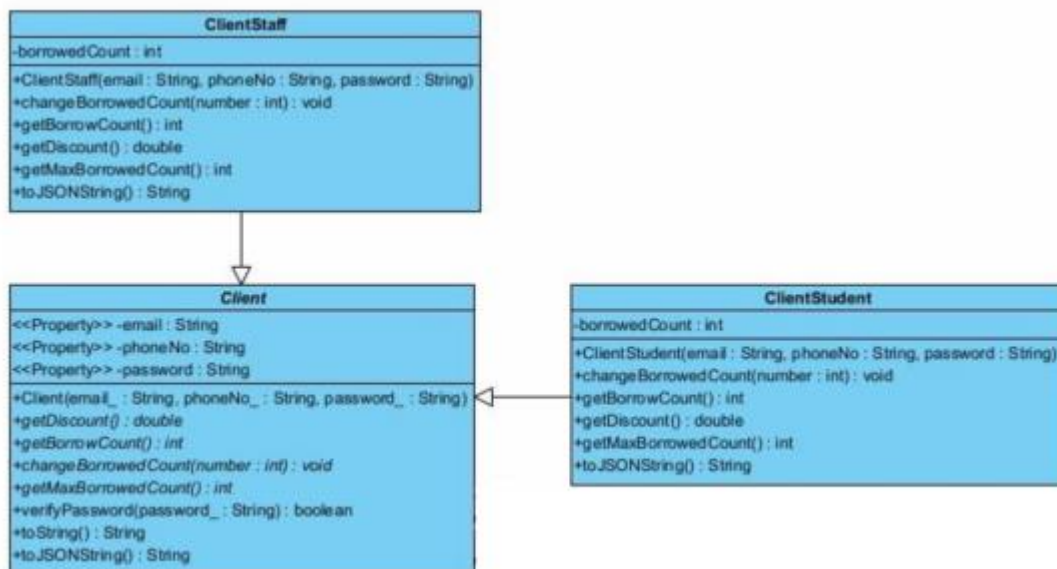 ClientStaff
-borrowedCount : int
+ClientStaff(email : String, phoneNo : String, password : String)
+changeBorrowedCount(number : int) : void
+getBorrowCount() : int
+getDiscount() : double
+getMaxBorrowedCount() : int
+toJSONString() : String
Client
<<Property>> -email : String
<<Property>> -phoneNo : String
<<Property>> -password : String
+Client(email_ : String, phoneNo_ : String, password_ : String)
+getDiscount() : double
+getBorrowCount() : int
+changeBorrowedCount(number : int) : void
+getMaxBorrowedCount() : int
+verifyPassword(password_ : String) : boolean
+toString() : String
+toJSONString() : String
ClientStudent
-borrowedCount : int
+ClientStudent(email : String, phoneNo : String, password : String)
+changeBorrowedCount(number : int) : void
+getBorrowCount() : int
+getDiscount() : double
+getMaxBorrowedCount() : int
+toJSONString() : String